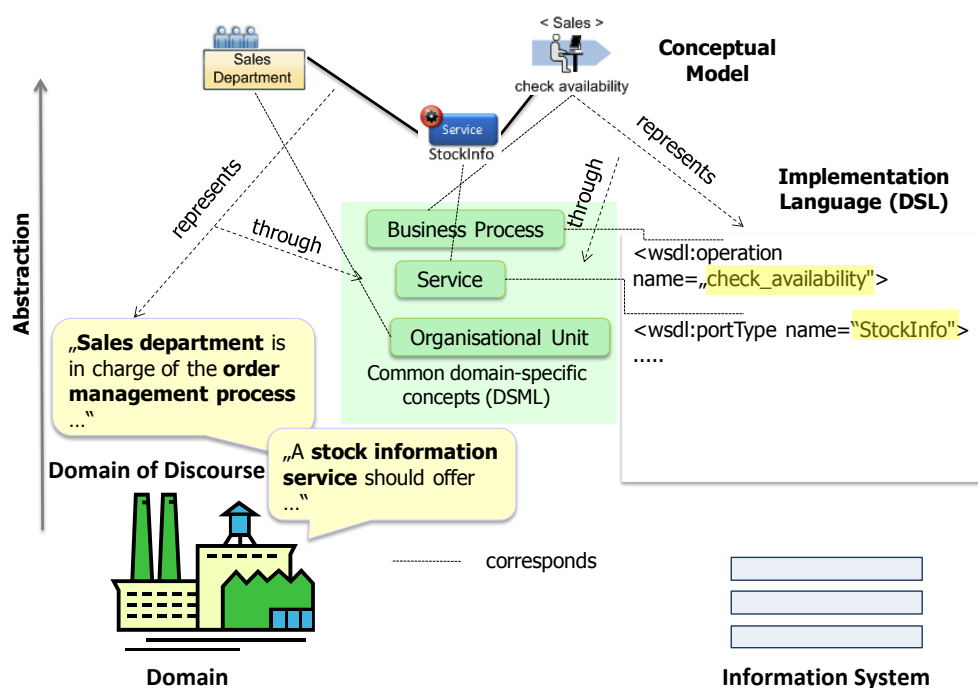 < Sales >
Conceptual
Model
Sales
Department
check availability
Service
StockInfo
represents
represents
through
through
Implementation
Language (DSL)
Abstraction
Business Process
Service
Organisational Unit
Common domain-specific
concepts (DSML)
<wsdl:operation
name=„check_availability">
<wsdl:portType name=“StockInfo">
.....
„Sales department is
in charge of the order
management process
...“
„A stock information
service should offer
...“
Domain of Discourse
corresponds
Domain
Information System